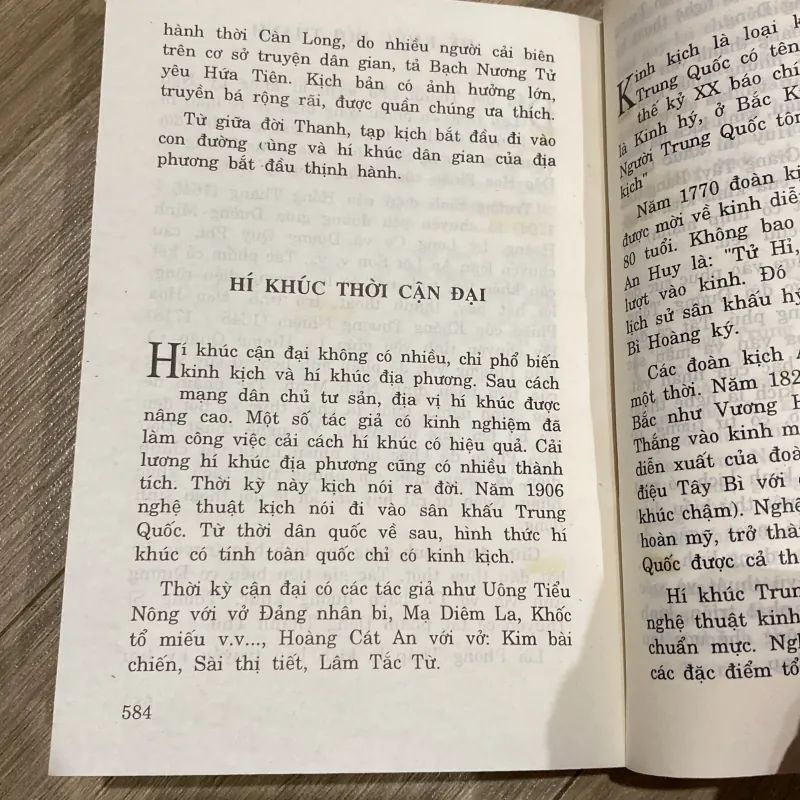 hành thời Càn Long, do nhiều người cải biên
trên cơ sở truyện dân gian, tả Bạch Nương Tử
yêu Hứa Tiên. Kịch bản có ảnh hưởng lớn,
truyền bá rộng rãi, được quần chúng ưa thích.
Từ giữa đời Thanh, tạp kịch bắt đầu đi vào
con đường cùng và hí khúc dân gian của địa
phương bắt đầu thịnh hành.
HÍ KHÚC THỜI CẬN ĐẠI
Hí khúc cận đại không có nhiều, chỉ phổ biến
kinh kịch và hí khúc địa phương. Sau cách
mạng dân chủ tư sản, địa vị hí khúc được
nâng cao. Một số tác giả có kinh nghiệm đã
làm công việc cải cách hí khúc có hiệu quả. Cải
lương hí khúc địa phương cũng có nhiều thành
tích. Thời kỳ này kịch nói ra đời. Năm 1906
nghệ thuật kịch nói đi vào sân khấu Trung
Quốc. Từ thời dân quốc về sau, hình thức hí
khúc có tính toàn quốc chỉ có kinh kịch.
Thời kỳ cận đại có các tác giả như Uông Tiểu
Nông với vở Đảng nhân bi, Mạ Diêm La, Khốc
tổ miếu v.v..., Hoàng Cát An với vở: Kim bài
chiến, Sài thị tiết, Lâm Tắc Từ.
584
Kinh kịch là loại
Trung Quốc có tên
thế kỷ XX báo chí
là Kinh hý, ở Bắc
Người Trung Quốc tôn
kịch"
Năm 1770 đoàn
được mời về kinh diễn
80 tuổi. Không bao
An Huy là: "Tử Hỉ,
lượt vào kinh. Đó
lịch sử sân khấu hý
Bì Hoàng ký.
Các đoàn kịch
một thời. Năm
Bắc như Vương
Thắng vào kinh
diễn xuất của đoàn
điệu Tây Bì với
khúc chậm). Nghệ
hoàn mỹ, trở thành
Quốc được cả
Hí khúc Trung
nghệ thuật kinh
chuẩn mực.
các đặc điểm tổ